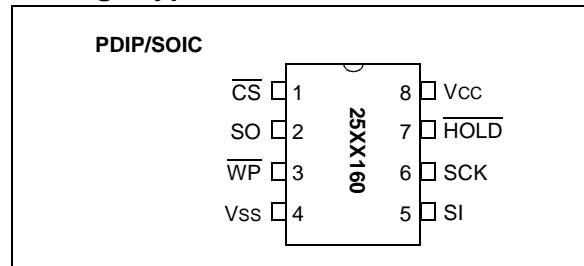 PDIP/SOIC
CS 1 8 Vcc
SO 2 7 HOLD
WP 3 6 SCK
Vss 4 5 SI
25XX160